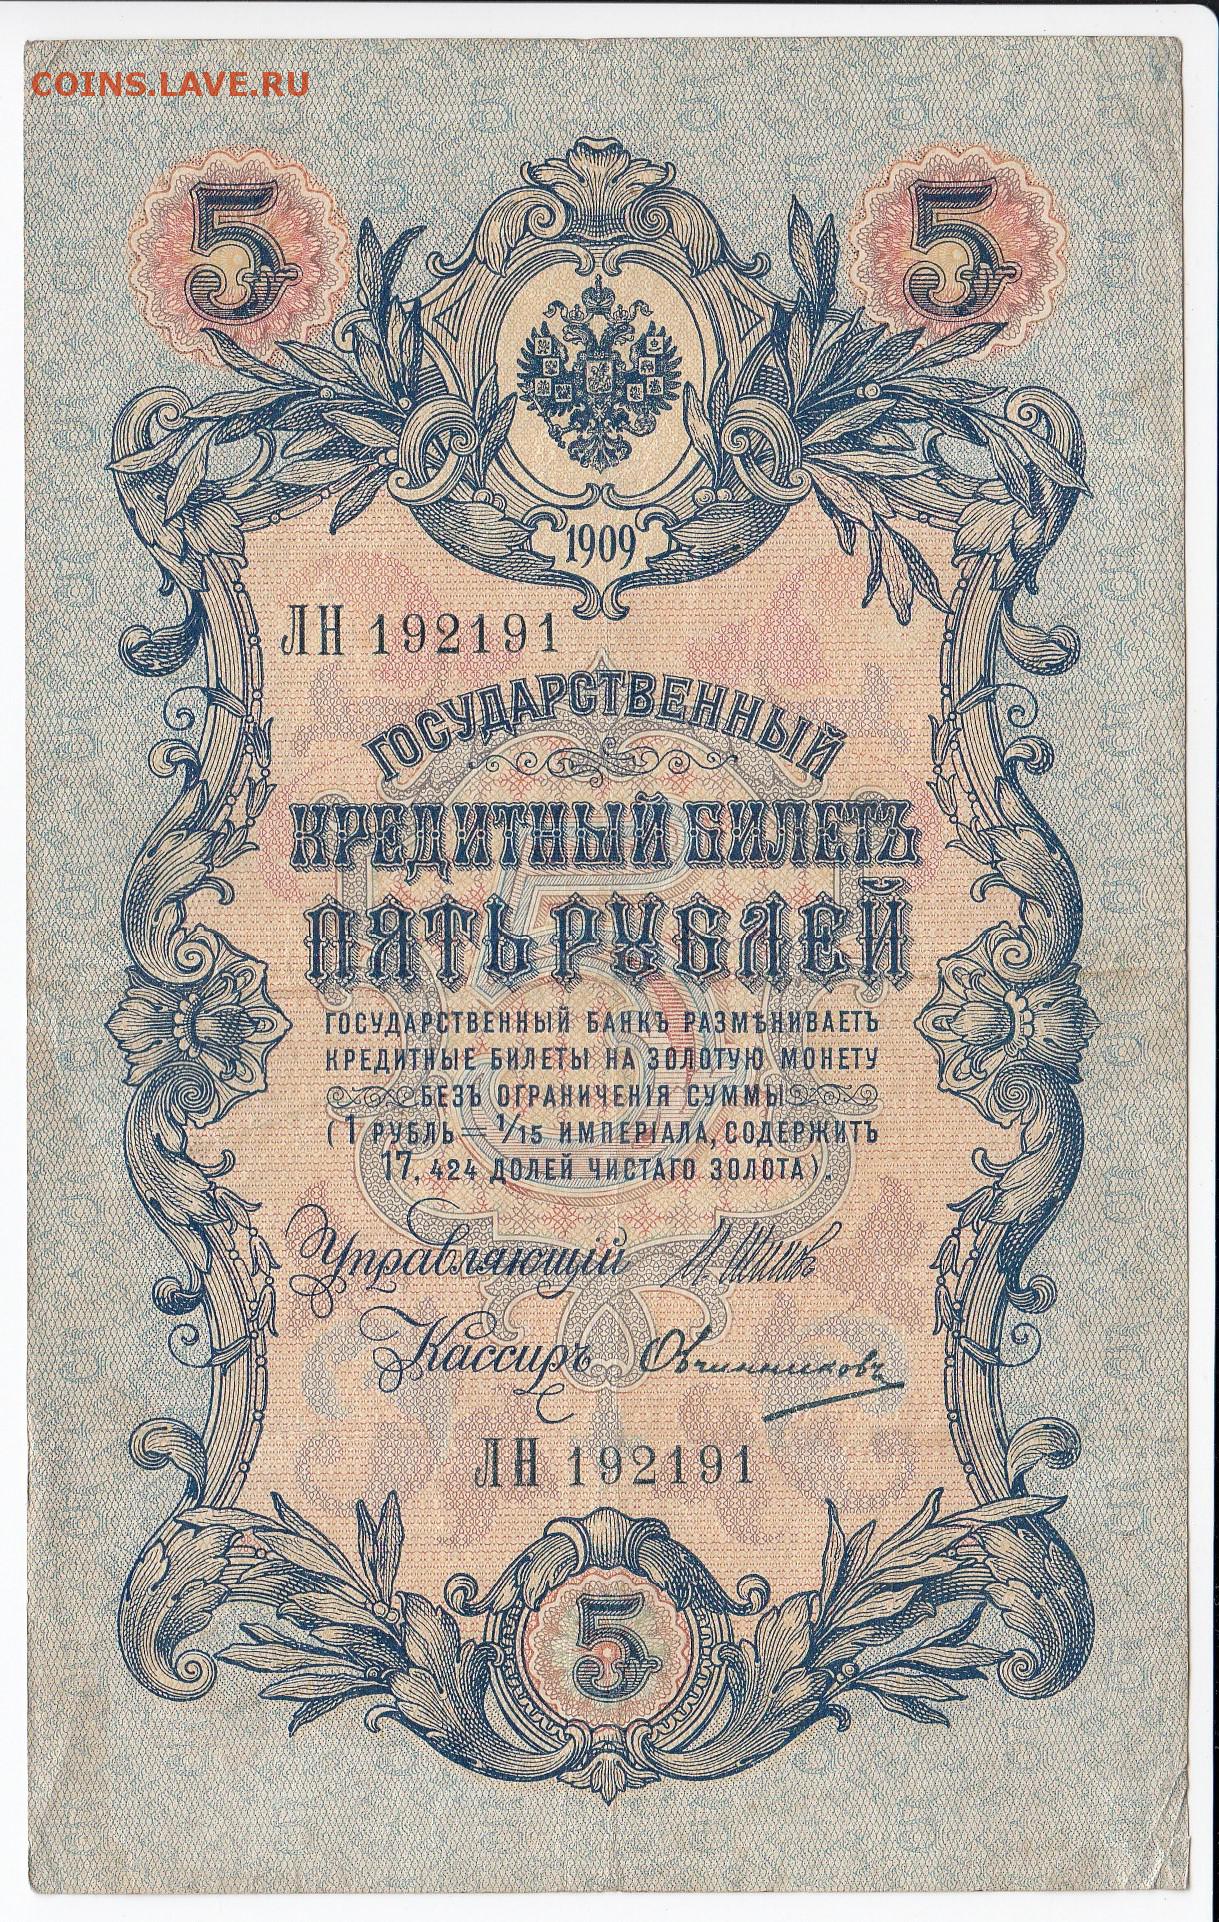 COINS.LAVE.RU
5 5
1909
ЛН 192191
ГОСУДАРСТВЕННЫЙ
КРЕДИТНЫЙ БИЛЕТЪ
ПЯТЬ РУБЛЕЙ
ГОСУДАРСТВЕННЫЙ БАНКЪ РАЗМѢНИВАЕТЪ
КРЕДИТНЫЕ БИЛЕТЫ НА ЗОЛОТУЮ МОНЕТУ
БЕЗЪ ОГРАНИЧЕНІЯ СУММЫ
(1 РУБЛЬ = 1/15 ИМПЕРІАЛА, СОДЕРЖИТЪ
17,424 ДОЛЕЙ ЧИСТАГО ЗОЛОТА).
Управляющій И. Шиповъ
Кассиръ Овчинниковъ
ЛН 192191
5